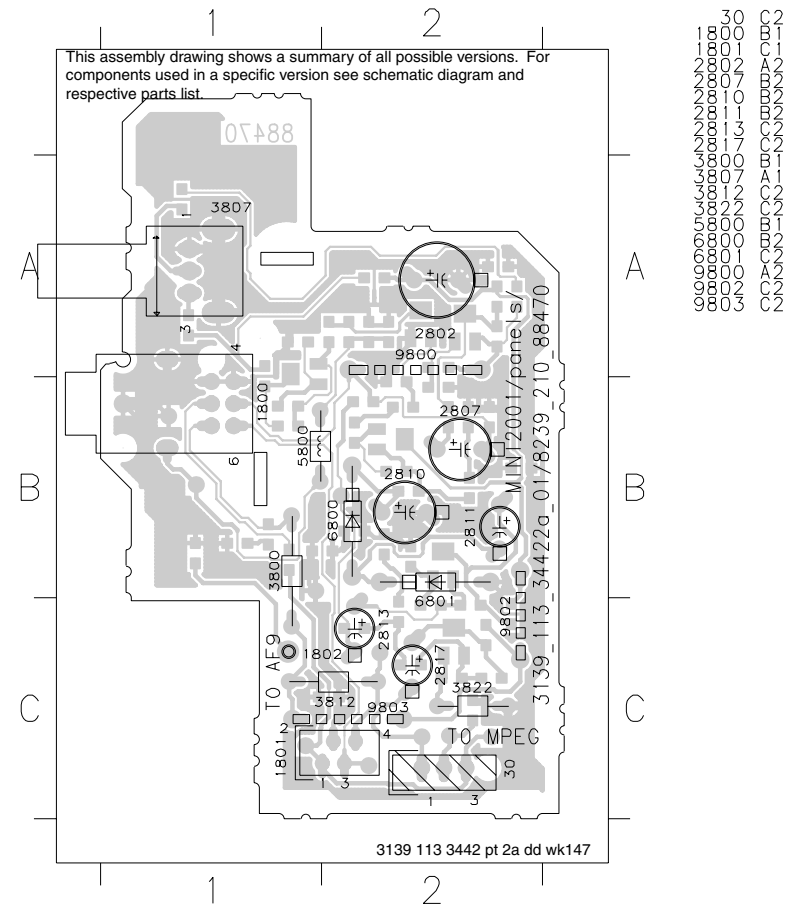 1 2
This assembly drawing shows a summary of all possible versions. For
components used in a specific version see schematic diagram and
respective parts list.
88470
1
3807
A A
2802
3
4
9800
1800
2807
5800
6
B B
2810
6800
2811
3800
6801
9802
2813
TO AF9
1802
2817
3812
3822
9803
C C
2
4
TO MPEG
1801
1 3
30
1 3
MINI2001/panels/
3139_113_34422a_01/8239_210_88470
3139 113 3442 pt 2a dd wk147
1 2
30 C2
1800 B1
1801 C1
2802 A2
2807 B2
2810 B2
2811 B2
2813 C2
2817 C2
3800 B1
3807 A1
3812 C2
3822 C2
5800 B1
6800 B2
6801 C2
9800 A2
9802 C2
9803 C2